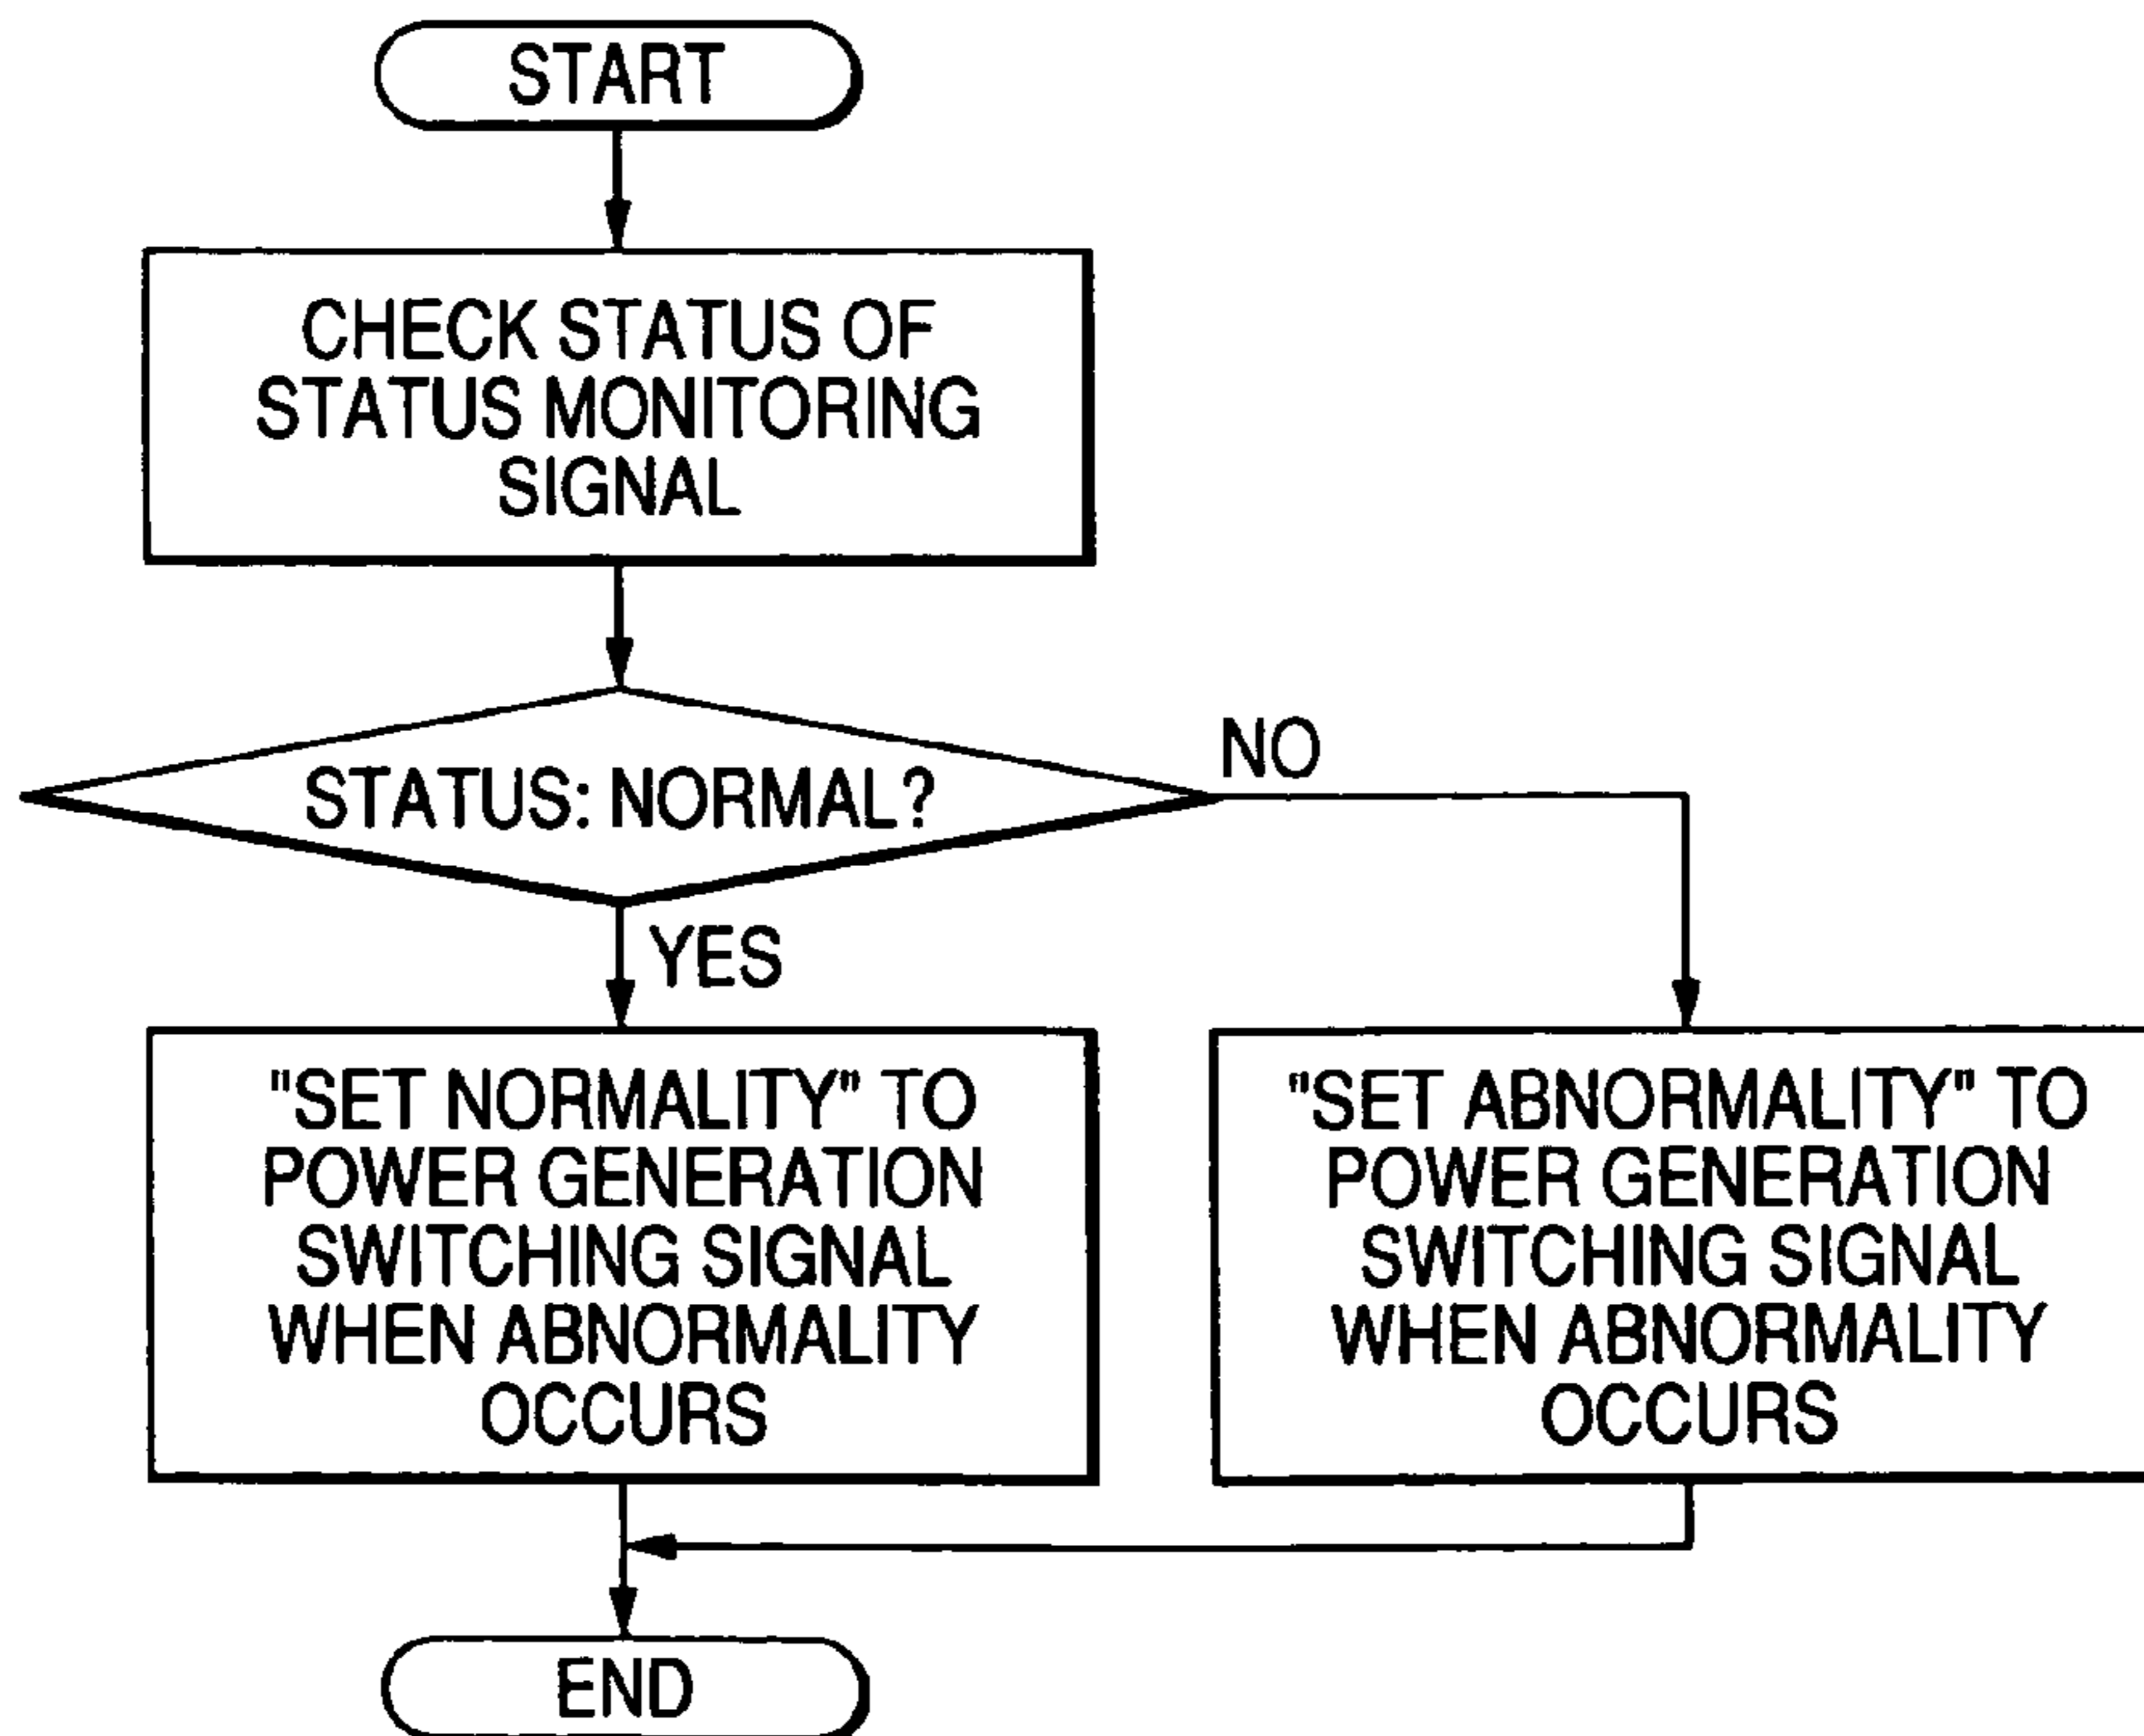 START
CHECK STATUS OF
STATUS MONITORING
SIGNAL
STATUS: NORMAL?
NO
YES
"SET NORMALITY" TO
POWER GENERATION
SWITCHING SIGNAL
WHEN ABNORMALITY
OCCURS
"SET ABNORMALITY" TO
POWER GENERATION
SWITCHING SIGNAL
WHEN ABNORMALITY
OCCURS
END